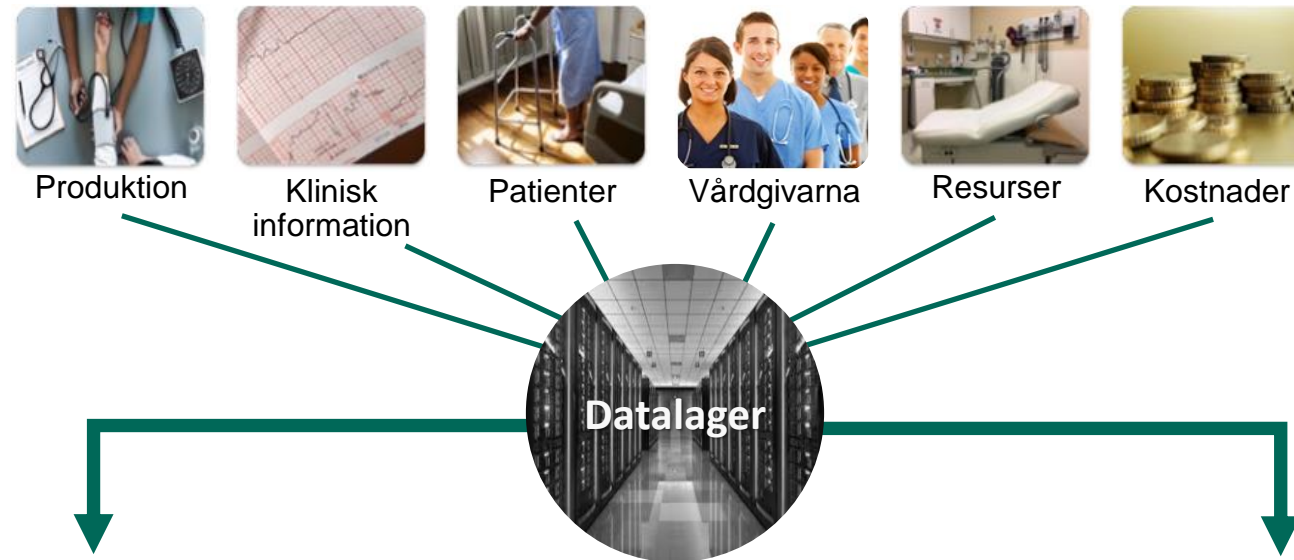 Produktion
Klinisk
information
Patienter
Vårdgivarna
Resurser
Kostnader
Datalager